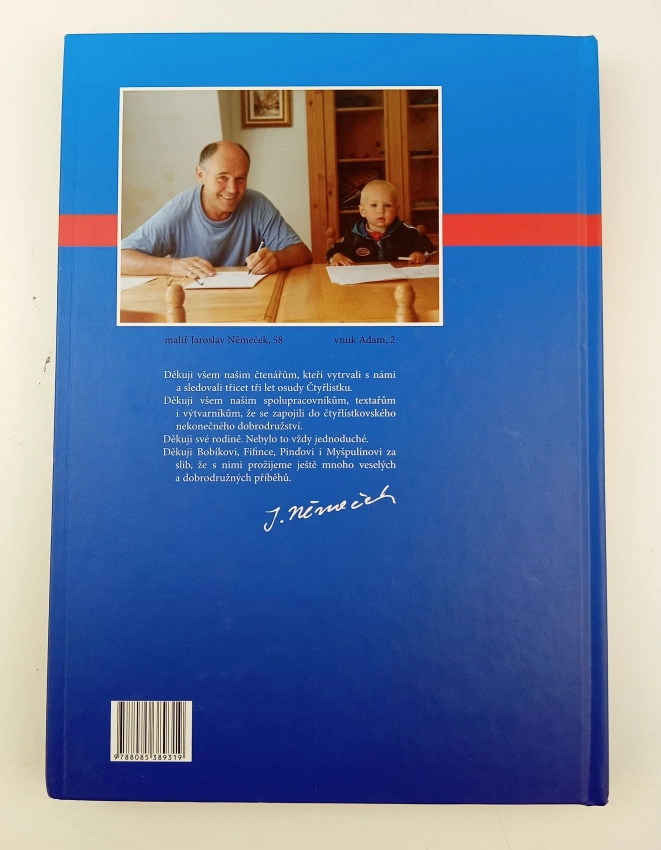 malíř Jaroslav Němeček, 58
vnuk Adam, 2
Děkuji všem našim čtenářům, kteří vytrvali s námi
a sledovali třicet tři let osudy Čtyřlístku.
Děkuji všem našim spolupracovníkům, textařům
i výtvarníkům, že se zapojili do čtyřlístkovského
nekonečného dobrodružství.
Děkuji své rodině. Nebylo to vždy jednoduché.
Děkuji Bobíkovi, Fifince, Pinďovi i Myšpulínovi za
slib, že s nimi prožijeme ještě mnoho veselých
a dobrodružných příběhů.
J. Němeček
9788085389319